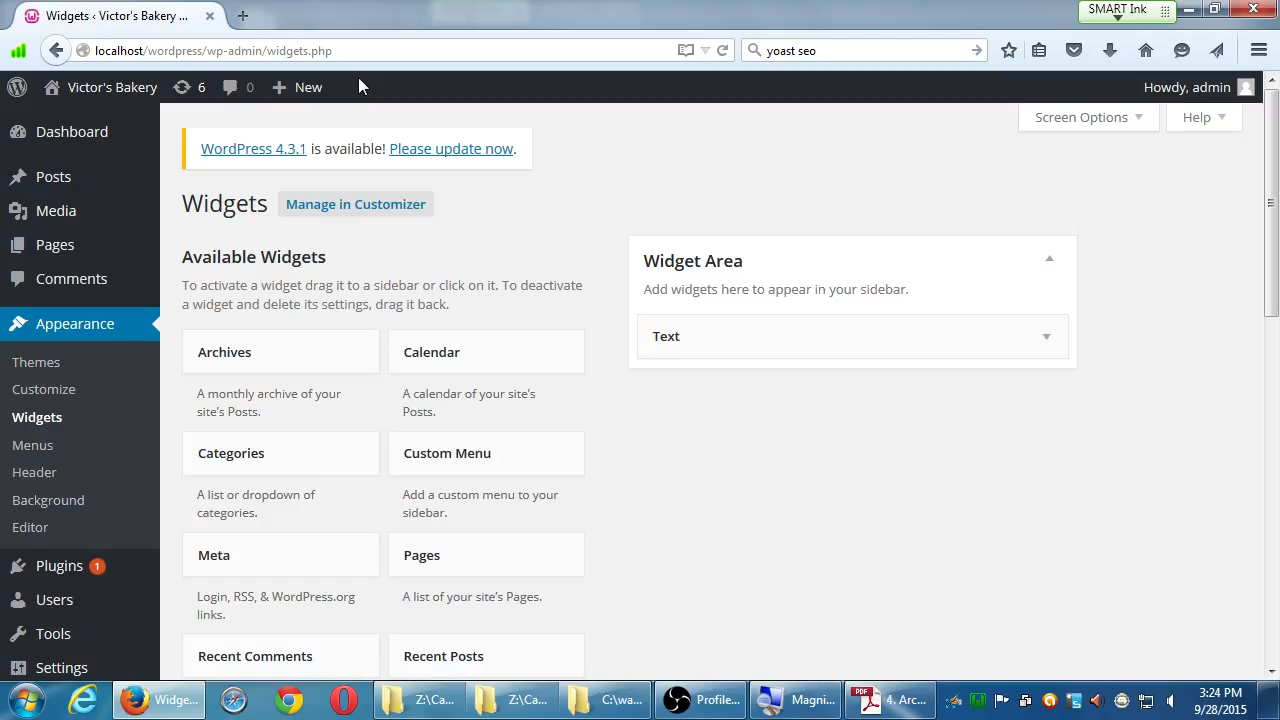 Widgets ‹ Victor's Bakery ...
SMART Ink
localhost/wordpress/wp-admin/widgets.php
yoast seo
Victor's Bakery
6
0
New
Howdy, admin
Dashboard
Posts
Media
Pages
Comments
Appearance
Themes
Customize
Widgets
Menus
Header
Background
Editor
Plugins 1
Users
Tools
Settings
Screen Options
Help
WordPress 4.3.1 is available! Please update now.
Widgets
Manage in Customizer
Available Widgets
To activate a widget drag it to a sidebar or click on it. To deactivate
a widget and delete its settings, drag it back.
Archives
A monthly archive of your
site's Posts.
Calendar
A calendar of your site's
Posts.
Categories
A list or dropdown of
categories.
Custom Menu
Add a custom menu to your
sidebar.
Meta
Login, RSS, & WordPress.org
links.
Pages
A list of your site's Pages.
Recent Comments
Recent Posts
Widget Area
Add widgets here to appear in your sidebar.
Text
Widge...
Z:\Ca...
Z:\Ca...
C:\wa...
Profile...
Magni...
PDF
4. Arc...
3:24 PM
9/28/2015